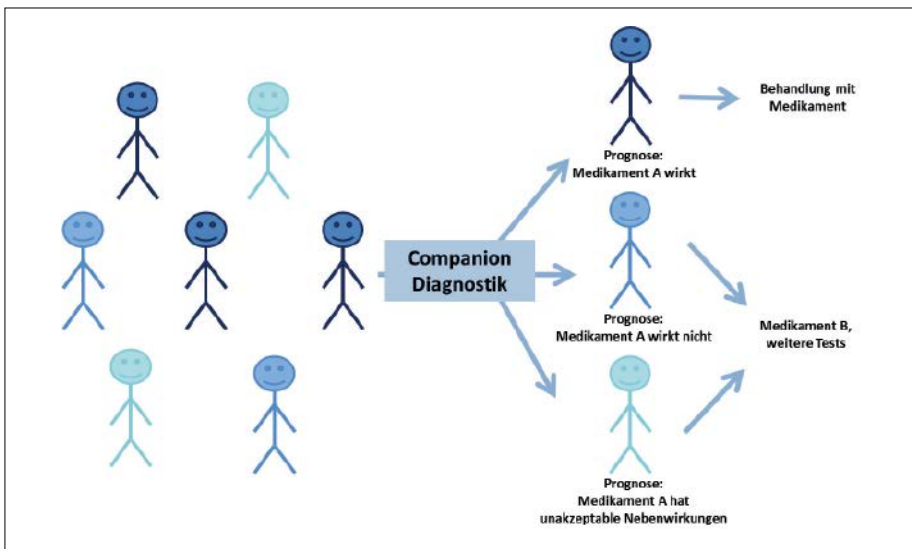 Behandlung mit
Medikament
Prognose:
Medikament A wirkt
Companion
Diagnostik
Prognose:
Medikament A wirkt nicht
Medikament B,
weitere Tests
Prognose:
Medikament A hat
unakzeptable Nebenwirkungen